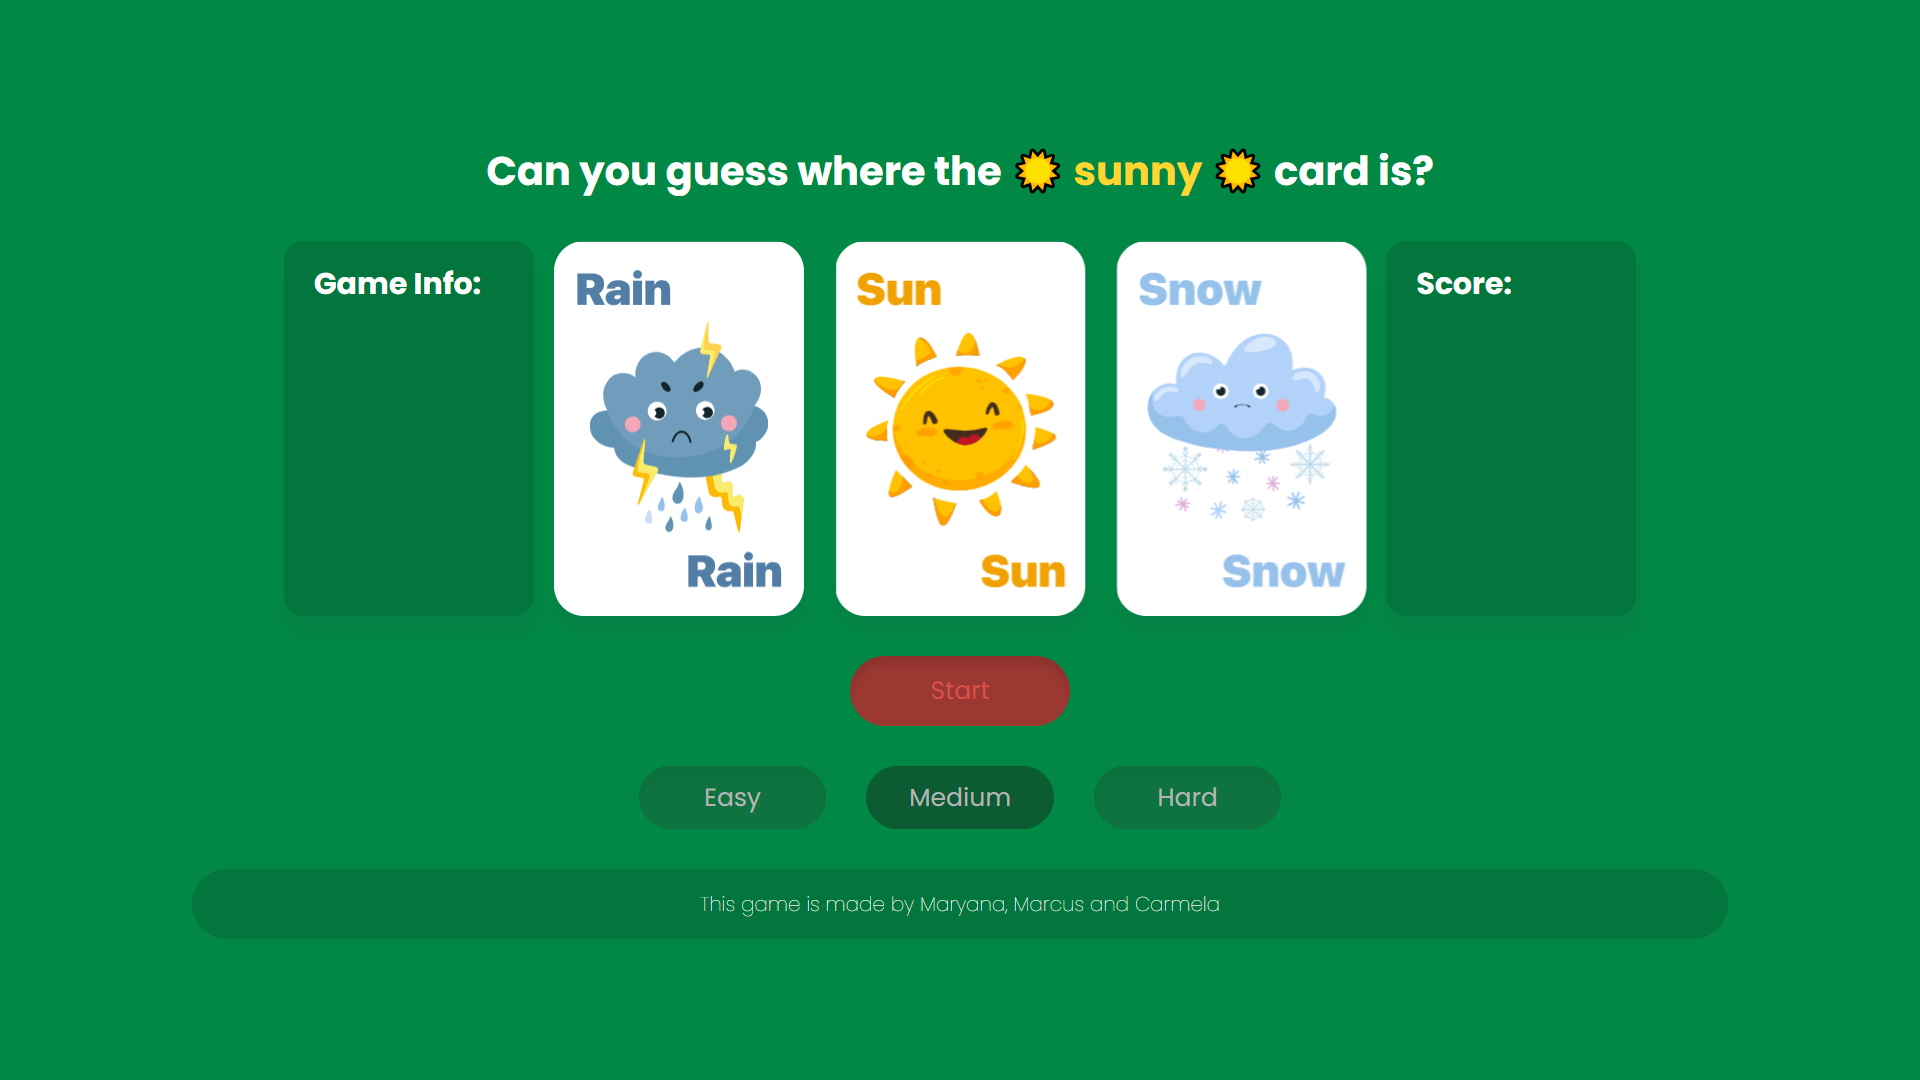 Can you guess where the sunny card is?
Game Info:
Rain
Rain
Sun
Sun
Snow
Snow
Score:
Start
Easy
Medium
Hard
This game is made by Maryana, Marcus and Carmela